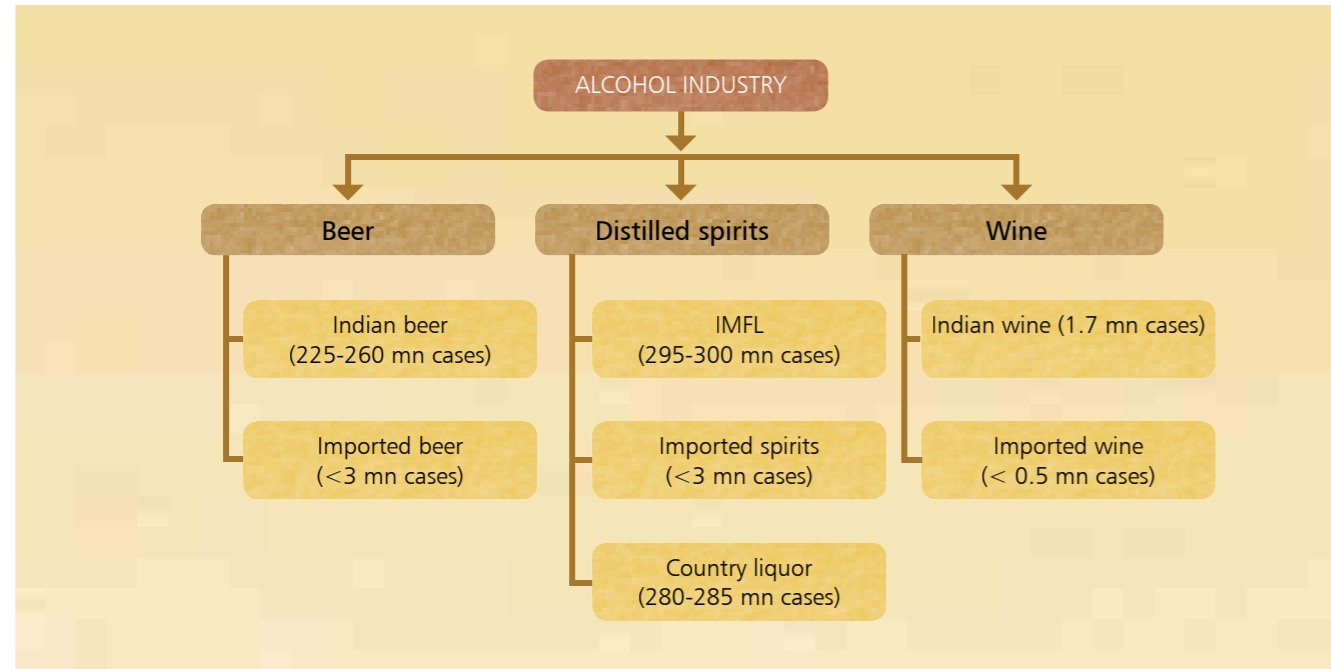 ALCOHOL INDUSTRY
Beer
Distilled spirits
Wine
Indian beer
(225-260 mn cases)
IMFL
(295-300 mn cases)
Indian wine (1.7 mn cases)
Imported beer
(<3 mn cases)
Imported spirits
(<3 mn cases)
Imported wine
(< 0.5 mn cases)
Country liquor
(280-285 mn cases)